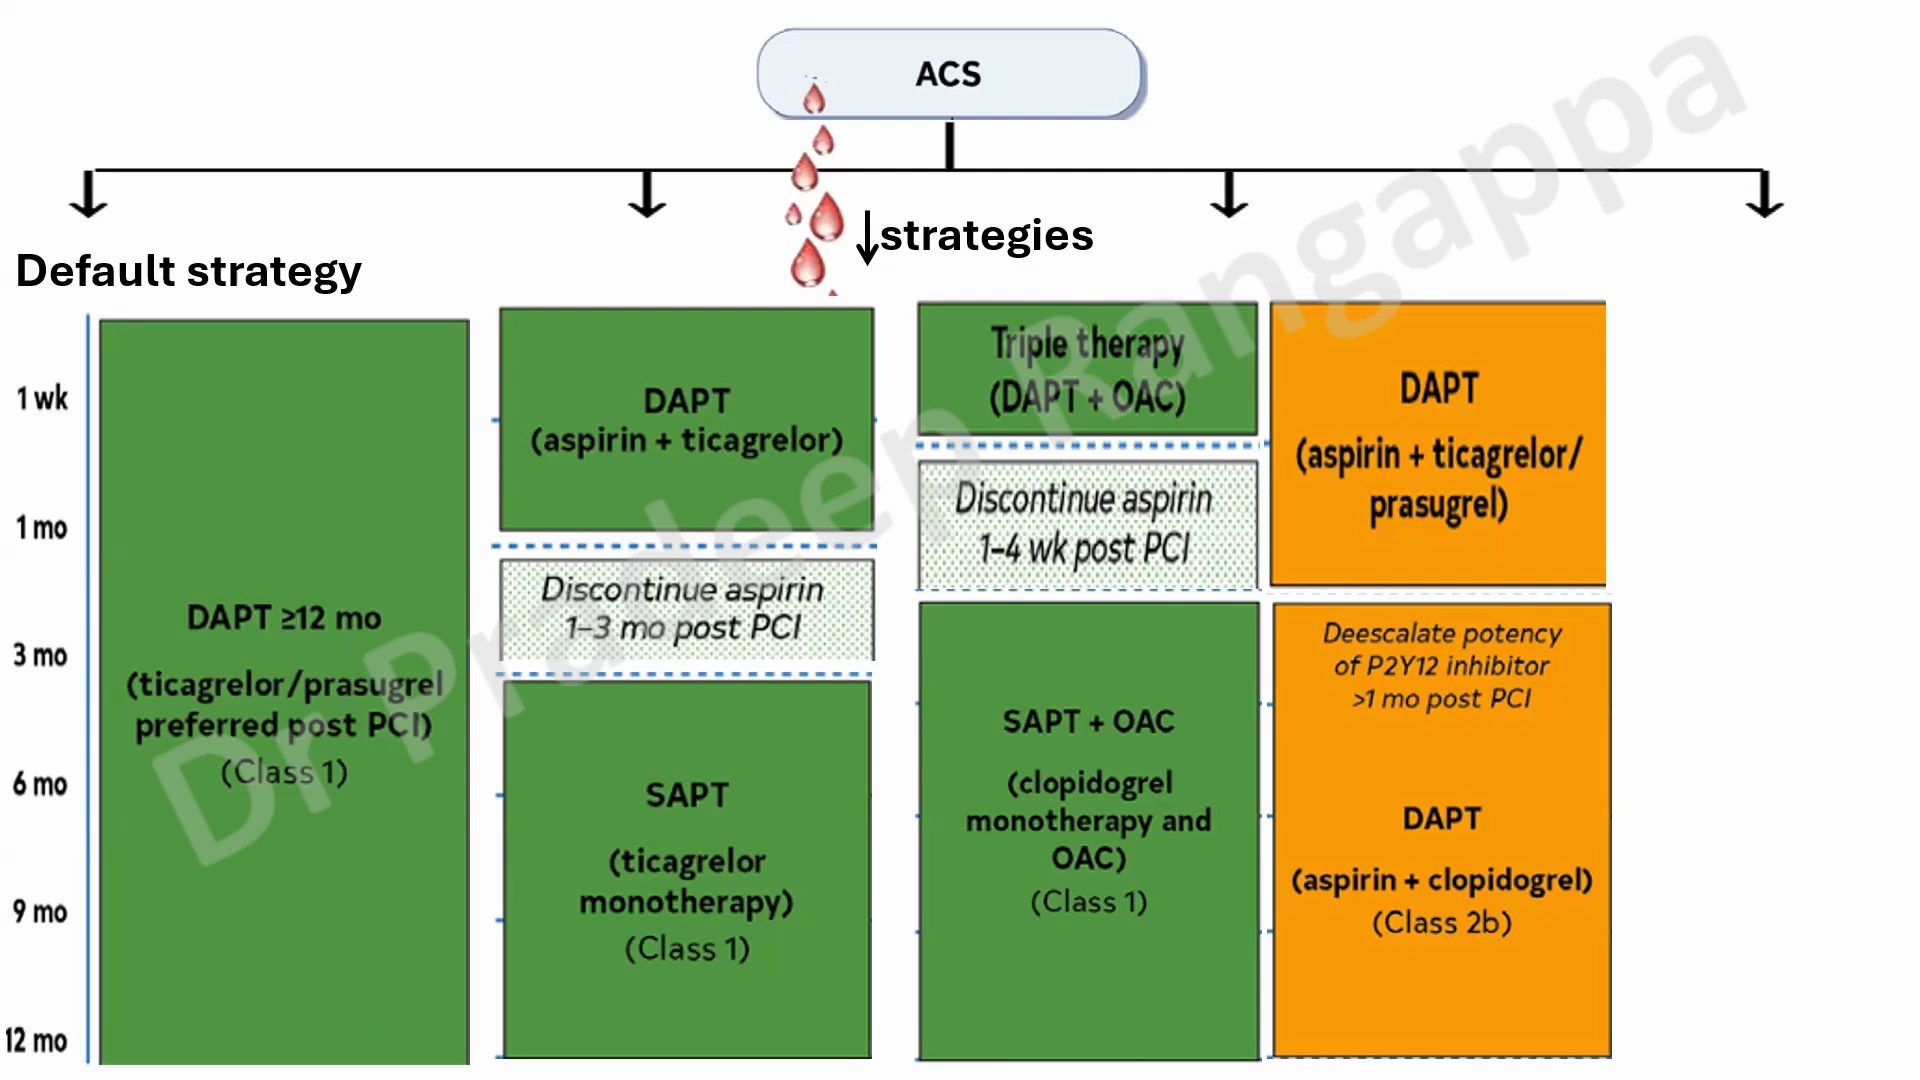 ACS
↓strategies
Default strategy
1 wk
1 mo
3 mo
6 mo
9 mo
12 mo
DAPT ≥12 mo
(ticagrelor/prasugrel
preferred post PCI)
(Class 1)
DAPT
(aspirin + ticagrelor)
Discontinue aspirin
1–3 mo post PCI
SAPT
(ticagrelor
monotherapy)
(Class 1)
Triple therapy
(DAPT + OAC)
Discontinue aspirin
1–4 wk post PCI
SAPT + OAC
(clopidogrel
monotherapy and
OAC)
(Class 1)
DAPT
(aspirin + ticagrelor/
prasugrel)
Deescalate potency
of P2Y12 inhibitor
>1 mo post PCI
DAPT
(aspirin + clopidogrel)
(Class 2b)
Dr Pradeep Rangappa